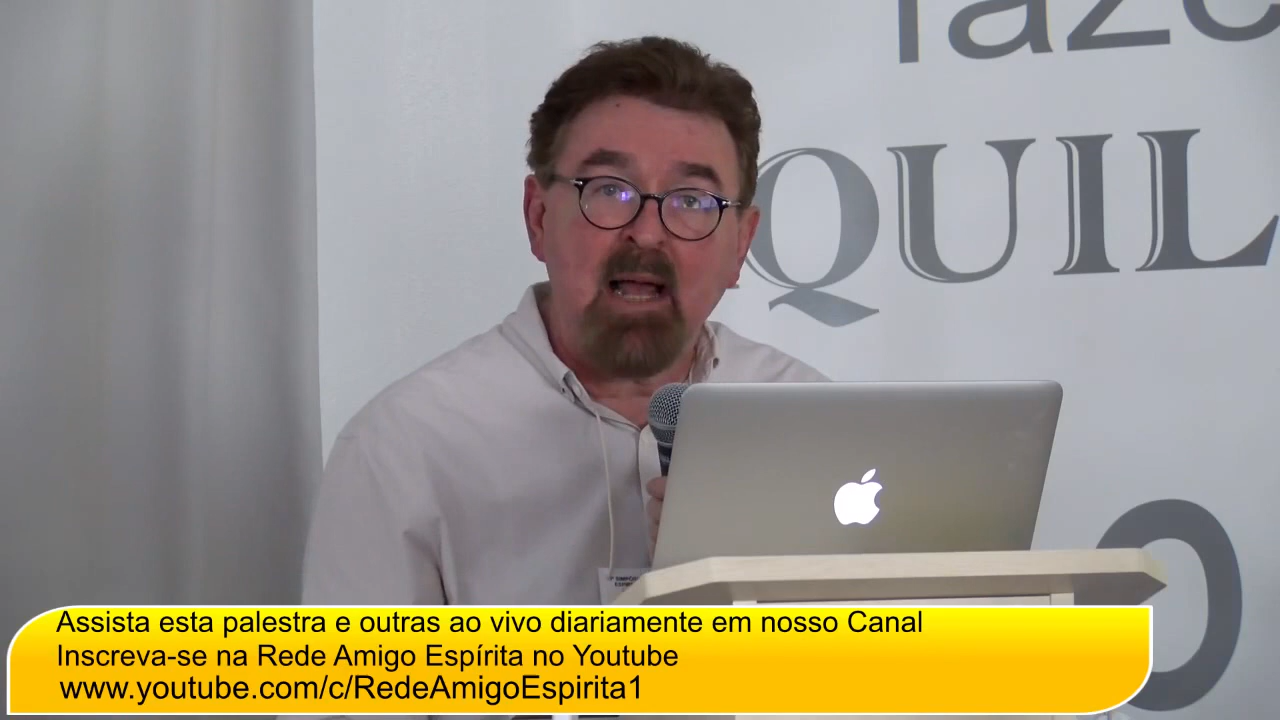 faze
QUIL
Assista esta palestra e outras ao vivo diariamente em nosso Canal
Inscreva-se na Rede Amigo Espírita no Youtube
www.youtube.com/c/RedeAmigoEspirita1